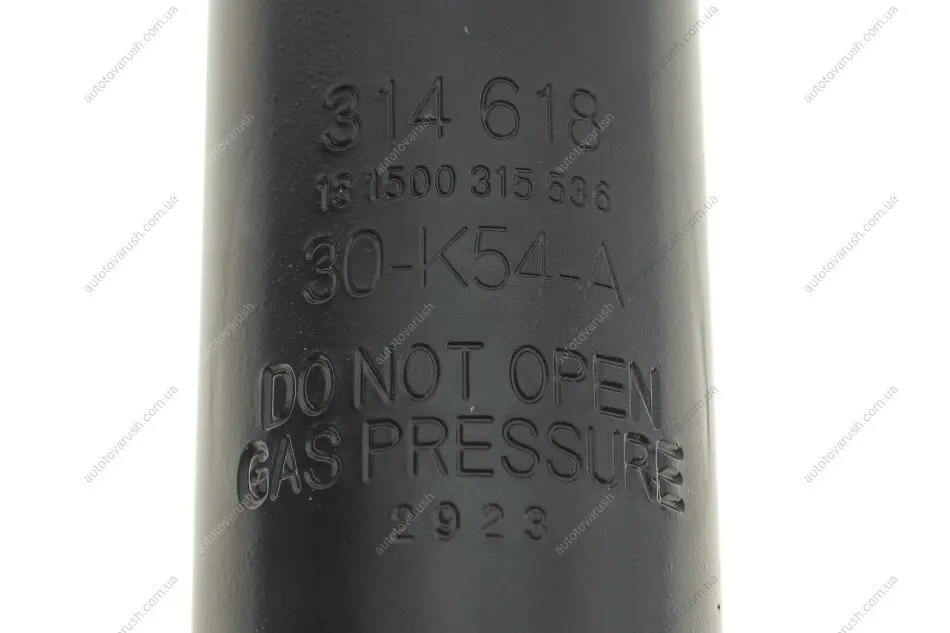 314 618
13 1500 315 536
30-K54-A
DO NOT OPEN
GAS PRESSURE
2923
autotovarush.com.ua